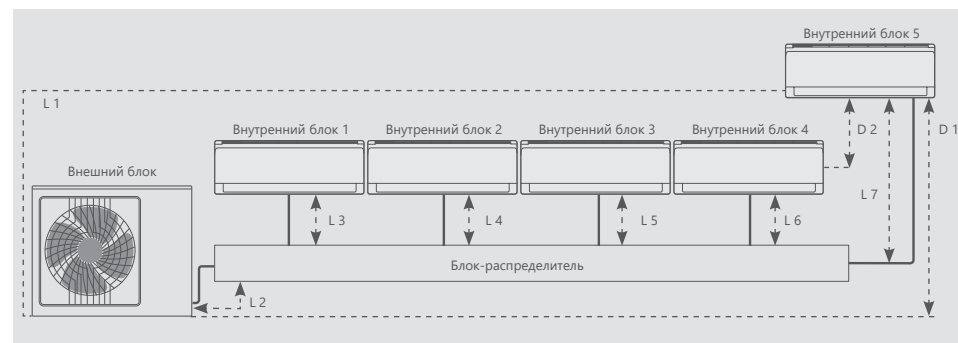 Внутренний блок 5
L 1
D 2
D 1
Внутренний блок 1
Внутренний блок 2
Внутренний блок 3
Внутренний блок 4
Внешний блок
L 7
L 3
L 4
L 5
L 6
Блок-распределитель
L 2